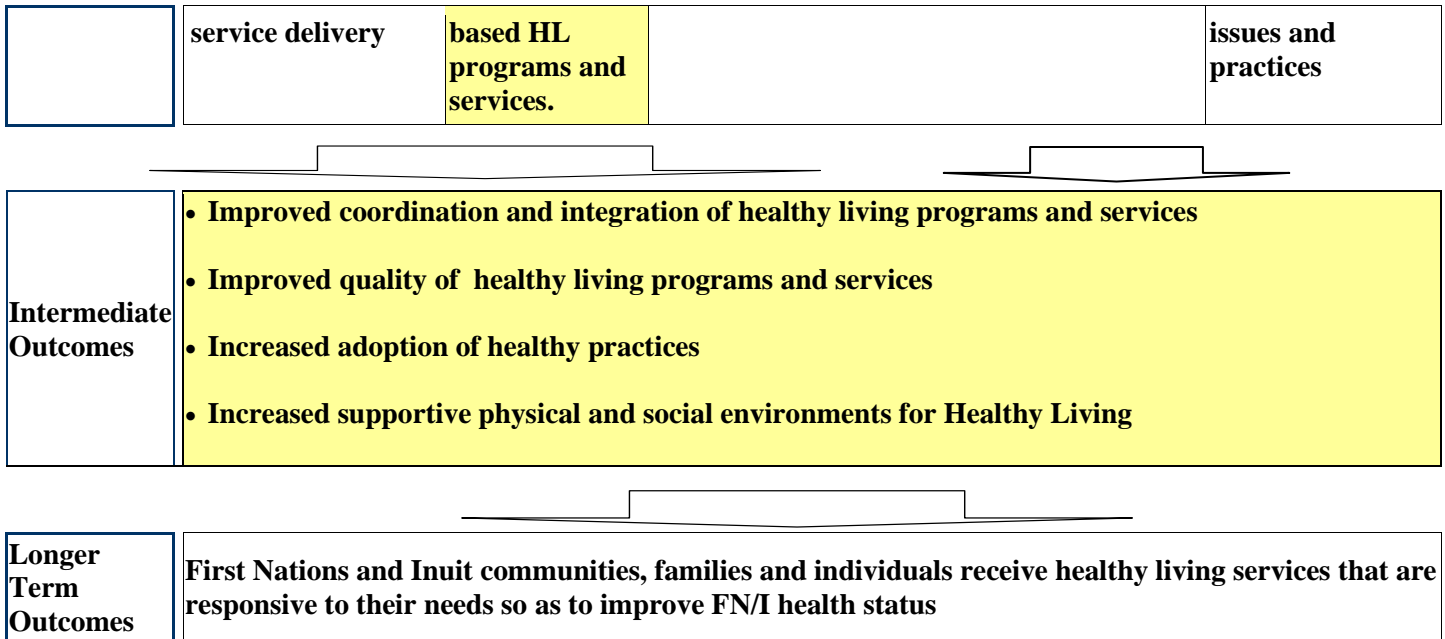 service delivery
based HL
programs and
services.
issues and
practices
Intermediate
Outcomes
• Improved coordination and integration of healthy living programs and services
• Improved quality of  healthy living programs and services
• Increased adoption of healthy practices
• Increased supportive physical and social environments for Healthy Living
Longer
Term
Outcomes
First Nations and Inuit communities, families and individuals receive healthy living services that are
responsive to their needs so as to improve FN/I health status